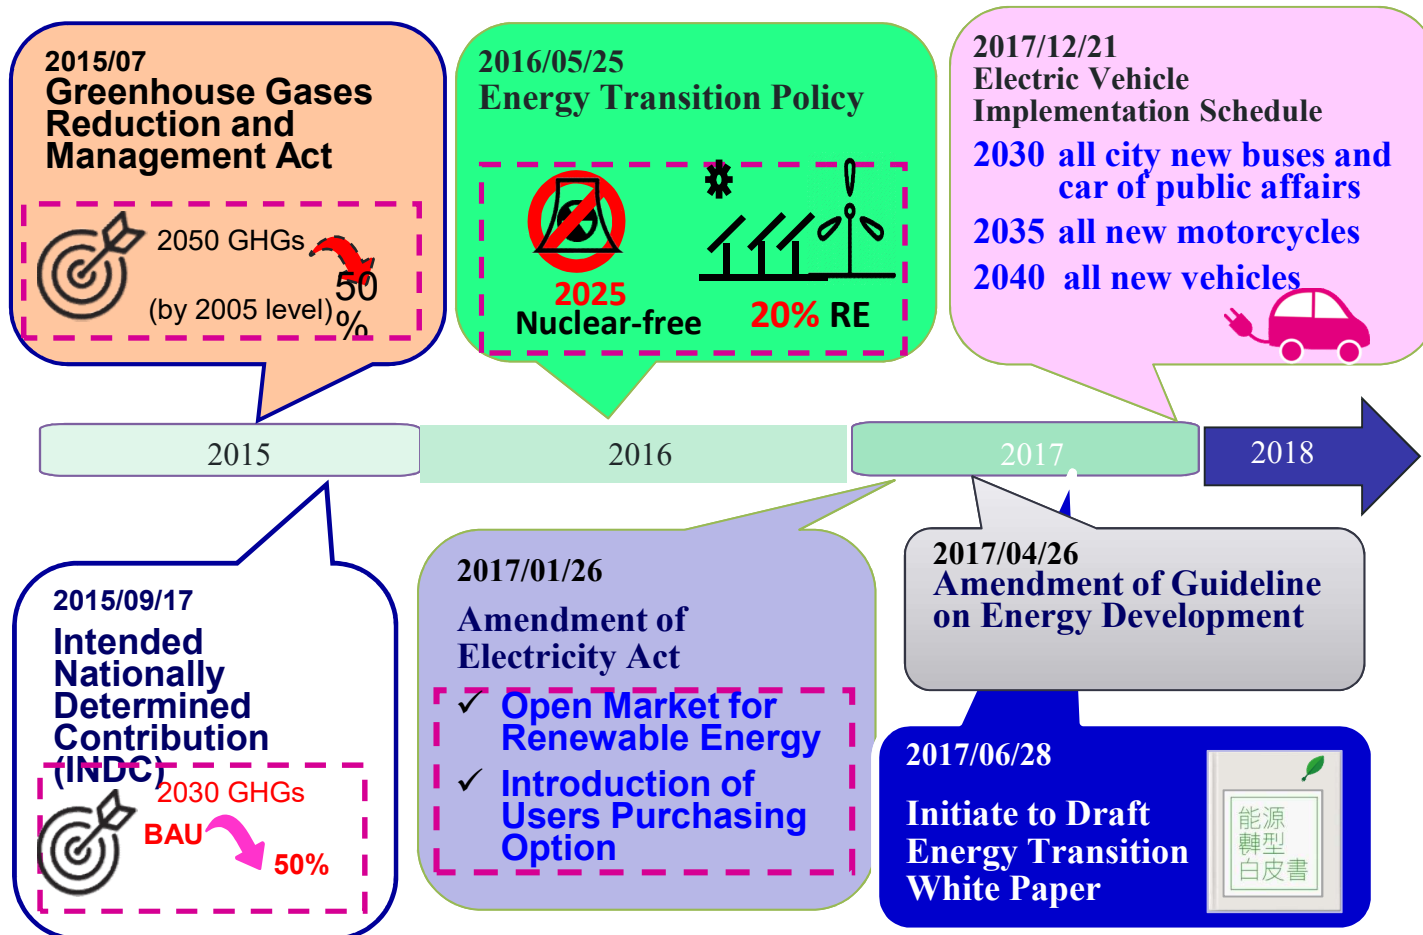 2015/07
Greenhouse Gases
Reduction and
Management Act
2050 GHGs
(by 2005 level)
50
%
2016/05/25
Energy Transition Policy
2025
Nuclear-free
20% RE
2017/12/21
Electric Vehicle
Implementation Schedule
2030 all city new buses and
car of public affairs
2035 all new motorcycles
2040 all new vehicles
2015
2016
2017
2018
2015/09/17
Intended
Nationally
Determined
Contribution
(INDC)
2030 GHGs
BAU
50%
2017/01/26
Amendment of
Electricity Act
✓ Open Market for
Renewable Energy
✓ Introduction of
Users Purchasing
Option
2017/04/26
Amendment of Guideline
on Energy Development
2017/06/28
Initiate to Draft
Energy Transition
White Paper
能源
轉型
白皮書